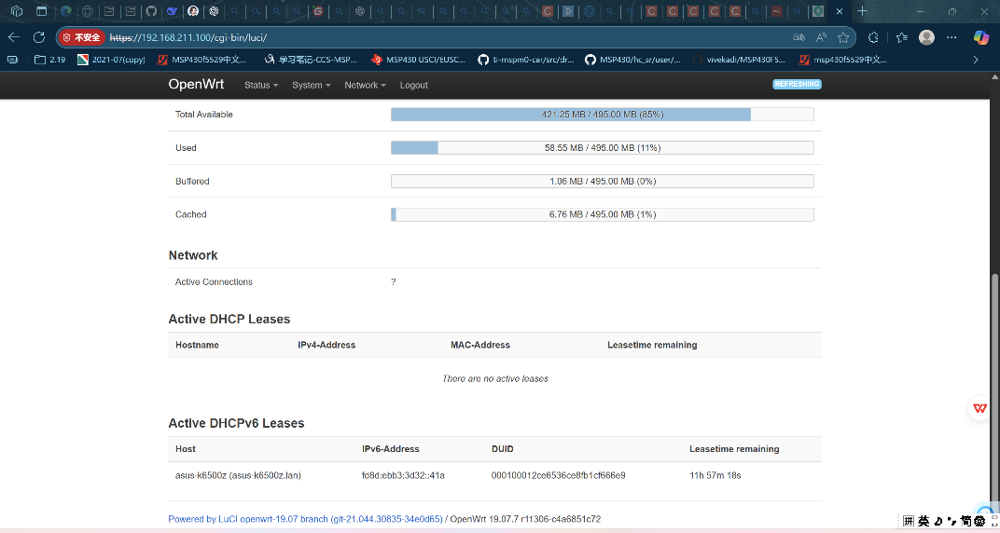 不安全 https://192.168.211.100/cgi-bin/luci/
2.19 2021-07(copy) MSP430f5529中文... 学习笔记-CCS-MSP... MSP430 USCI/EUSC... ti-mspm0-car/src/dr... MSP430/hc_sr/user/... vivekadi/MSP430F5... msp430f5529中文...
OpenWrt Status System Network Logout REFRESHING
Total Available 421.25 MB / 495.00 MB (85%)
Used 58.55 MB / 495.00 MB (11%)
Buffered 1.06 MB / 495.00 MB (0%)
Cached 6.76 MB / 495.00 MB (1%)
Network
Active Connections ?
Active DHCP Leases
Hostname IPv4-Address MAC-Address Leasetime remaining
There are no active leases
Active DHCPv6 Leases
Host IPv6-Address DUID Leasetime remaining
asus-k6500z (asus-k6500z.lan) fd8d:ebb3:3d32::41a 000100012ce6536ce8fb1cf666e9 11h 57m 18s
Powered by LuCI openwrt-19.07 branch (git-21.044.30835-34e0d65) / OpenWrt 19.07.7 r11306-c4a6851c72
拼 英 简